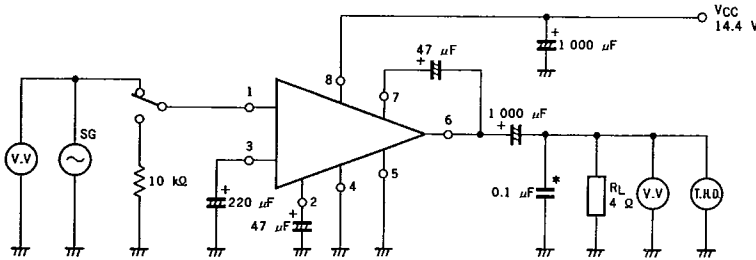 VCC
14.4 V
+
1 000 µF
47 µF
+
8
7
1 000 µF
+
1
6
SG
V.V
3
5
+
2
4
220 µF
+
47 µF
10 kΩ
*
0.1 µF
RL
4 Ω
V.V
T.H.D.